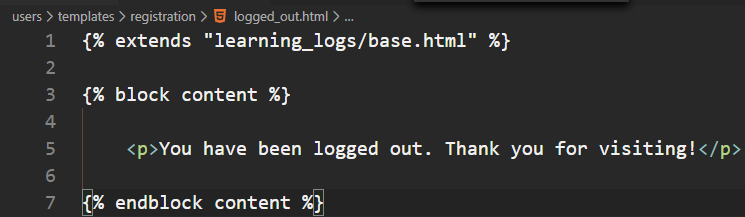 users > templates > registration > logged_out.html > ...
1 {% extends "learning_logs/base.html" %}
2
3 {% block content %}
4
5 <p>You have been logged out. Thank you for visiting!</p>
6
7 {% endblock content %}